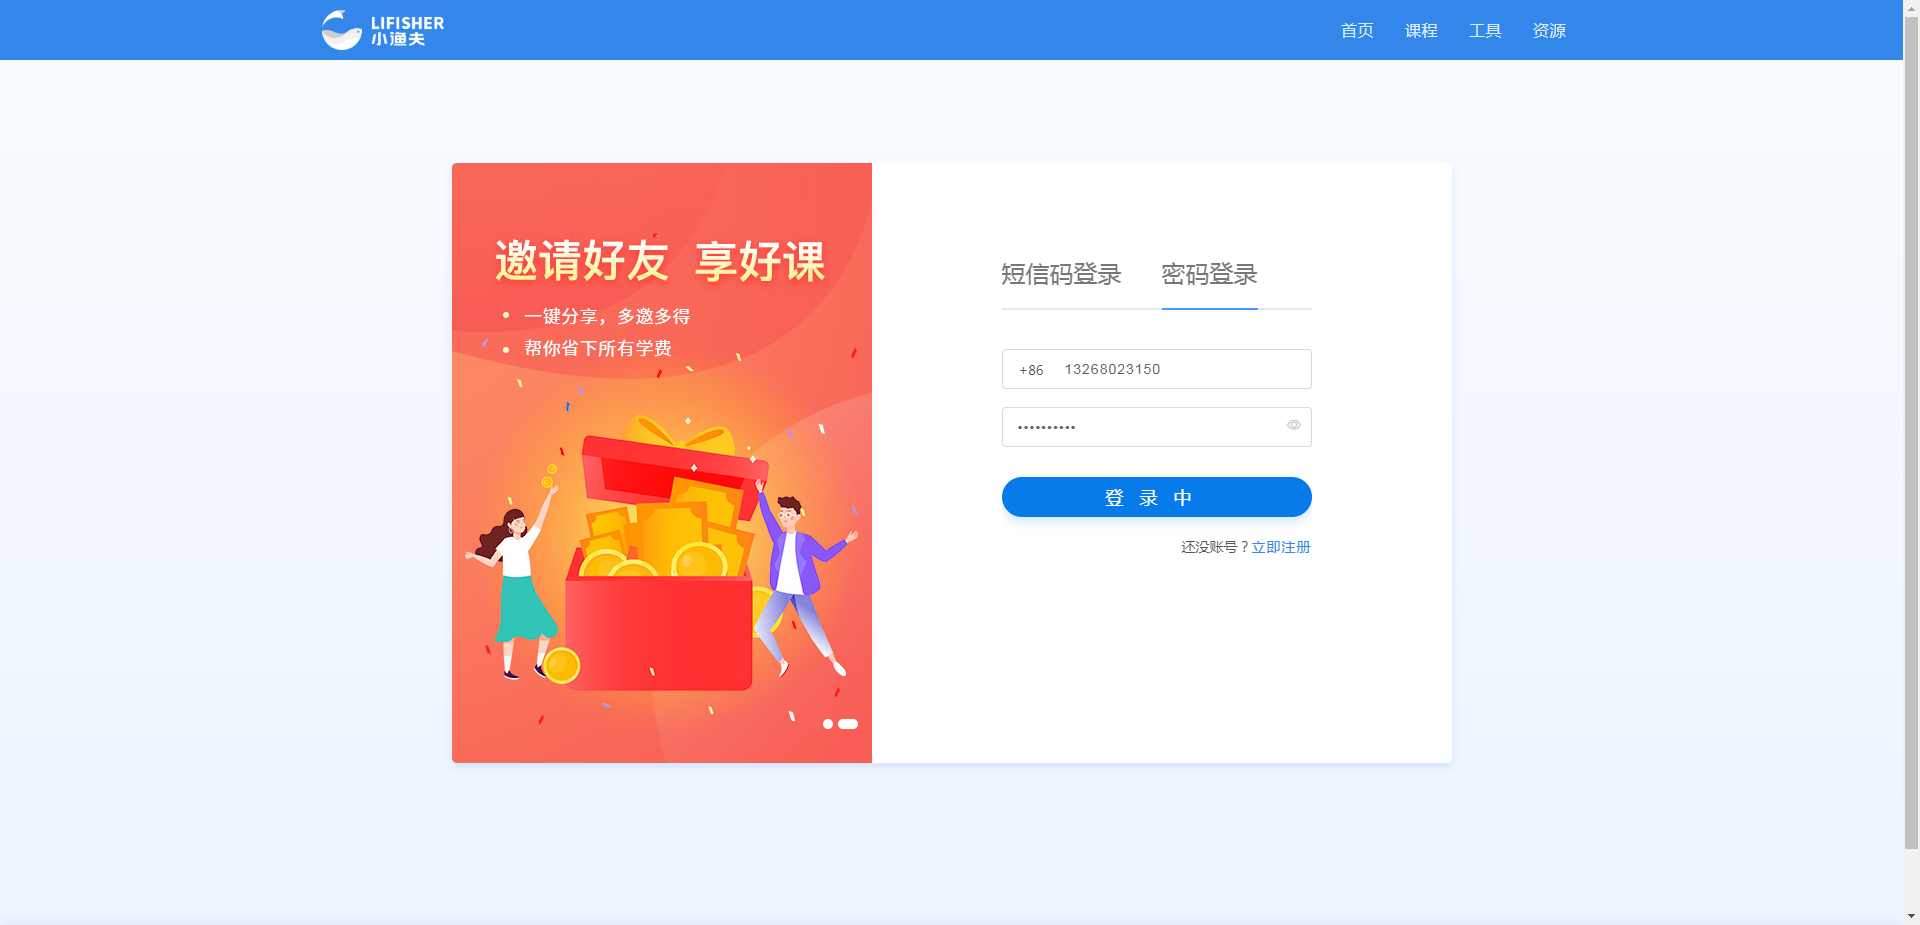 LIFISHER
小渔夫
首页 课程 工具 资源
邀请好友 享好课
一键分享，多邀多得
帮你省下所有学费
短信码登录 密码登录
+86 13268023150
••••••••••
登 录 中
还没账号？立即注册